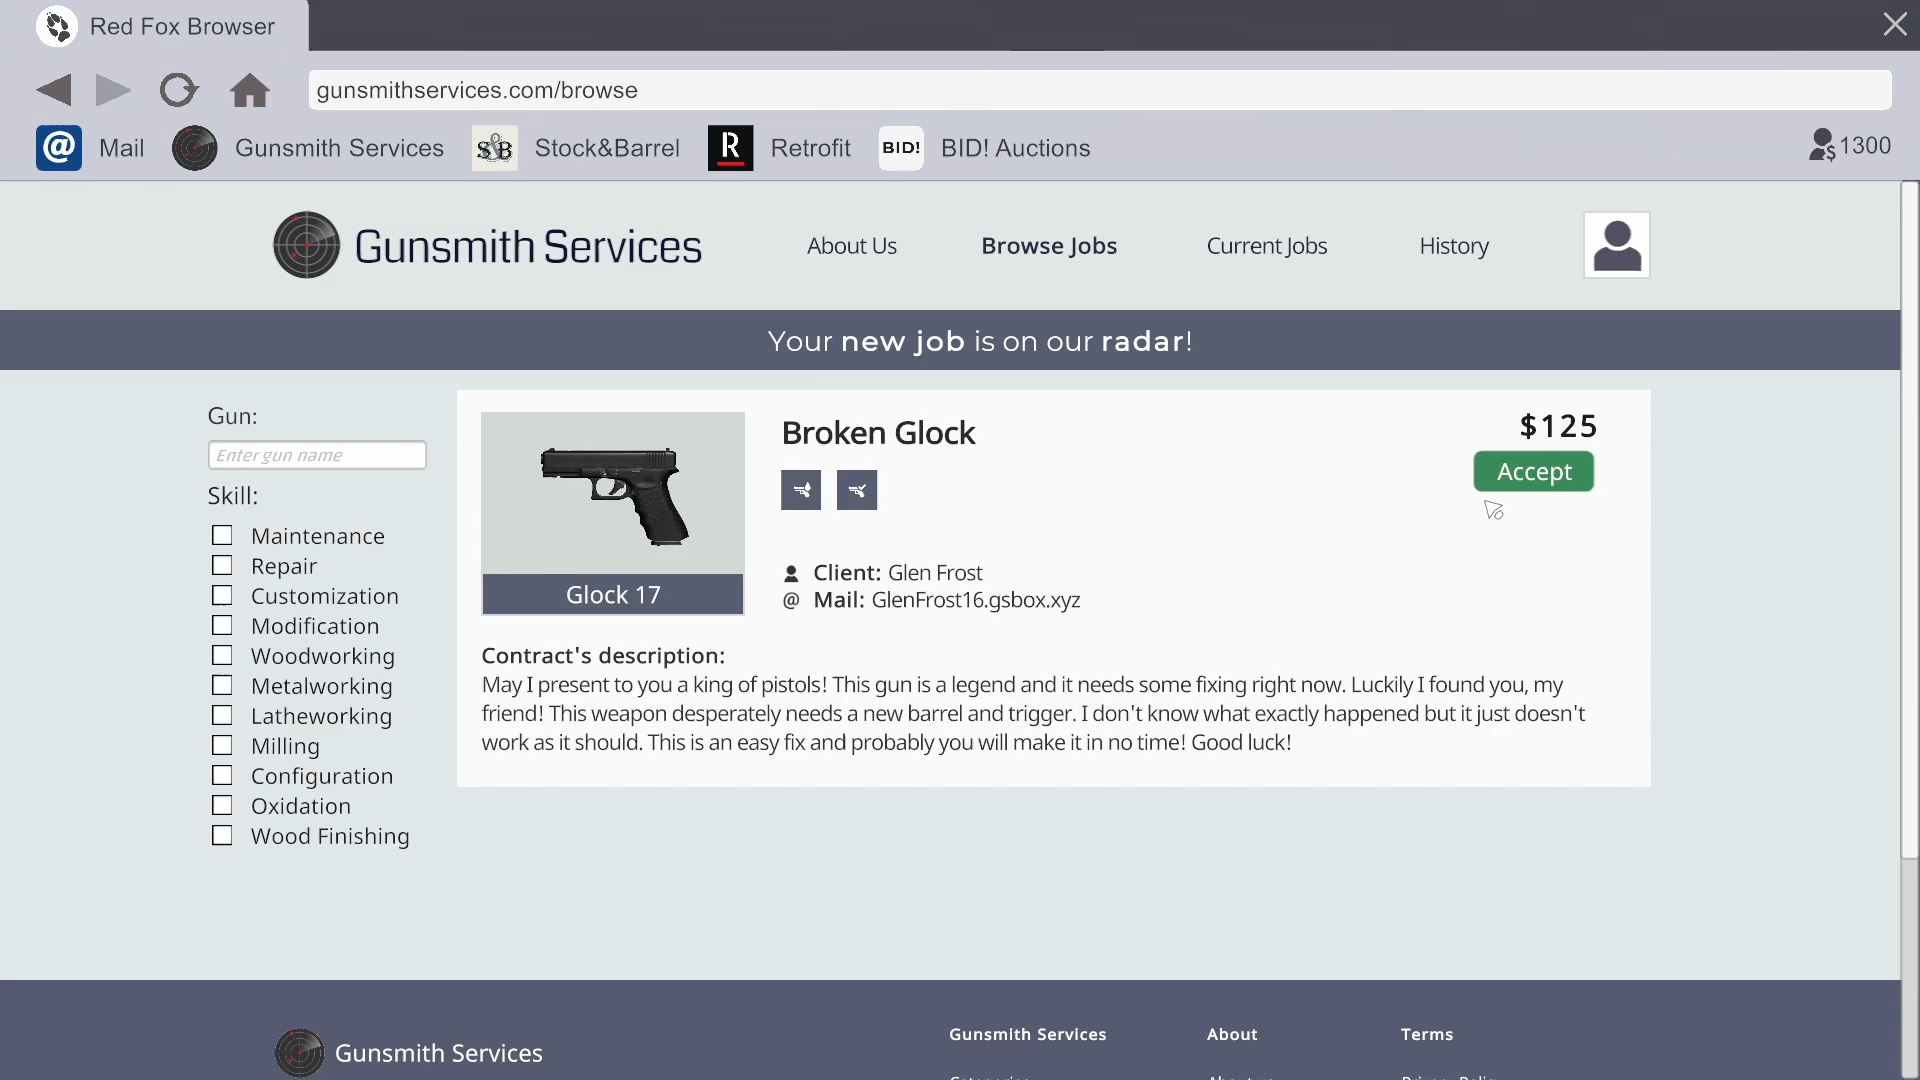 Red Fox Browser
gunsmithservices.com/browse
@ Mail Gunsmith Services S&B Stock&Barrel R Retrofit BID! BID! Auctions $ 1300
Gunsmith Services About Us Browse Jobs Current Jobs History
Your new job is on our radar!
Gun:
Enter gun name
Skill:
Maintenance
Repair
Customization
Modification
Woodworking
Metalworking
Latheworking
Milling
Configuration
Oxidation
Wood Finishing
Glock 17
Broken Glock
$125
Accept
Client: Glen Frost
@ Mail: GlenFrost16.gsbox.xyz
Contract's description:
May I present to you a king of pistols! This gun is a legend and it needs some fixing right now. Luckily I found you, my
friend! This weapon desperately needs a new barrel and trigger. I don't know what exactly happened but it just doesn't
work as it should. This is an easy fix and probably you will make it in no time! Good luck!
Gunsmith Services
Gunsmith Services About Terms